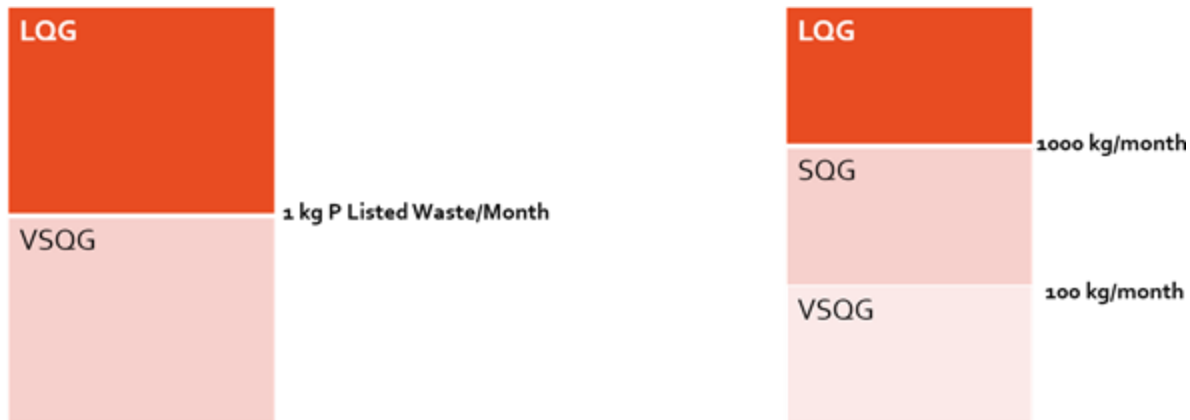 LQG
1 kg P Listed Waste/Month
VSQG
LQG
1000 kg/month
SQG
100 kg/month
VSQG